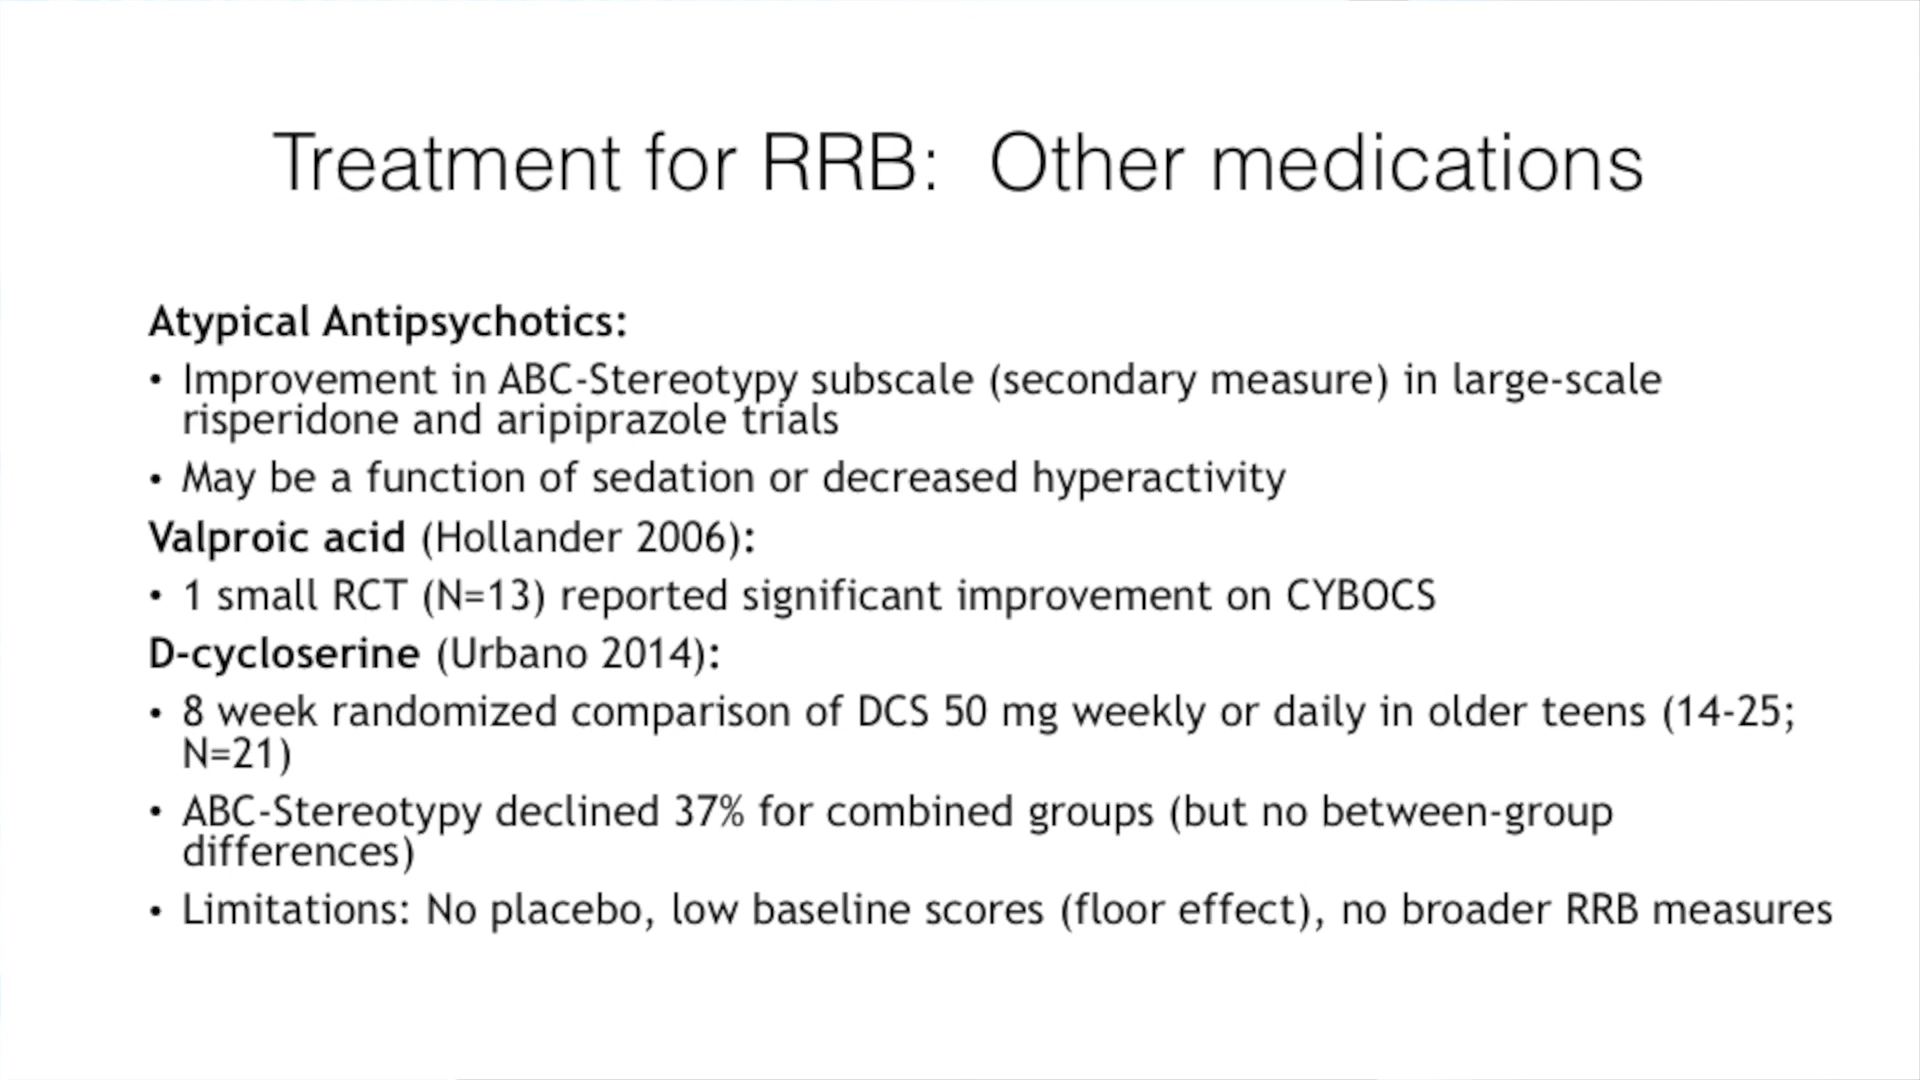 Treatment for RRB: Other medications
Atypical Antipsychotics:
• Improvement in ABC-Stereotypy subscale (secondary measure) in large-scale
risperidone and aripiprazole trials
• May be a function of sedation or decreased hyperactivity
Valproic acid (Hollander 2006):
• 1 small RCT (N=13) reported significant improvement on CYBOCS
D-cycloserine (Urbano 2014):
• 8 week randomized comparison of DCS 50 mg weekly or daily in older teens (14-25;
N=21)
• ABC-Stereotypy declined 37% for combined groups (but no between-group
differences)
• Limitations: No placebo, low baseline scores (floor effect), no broader RRB measures